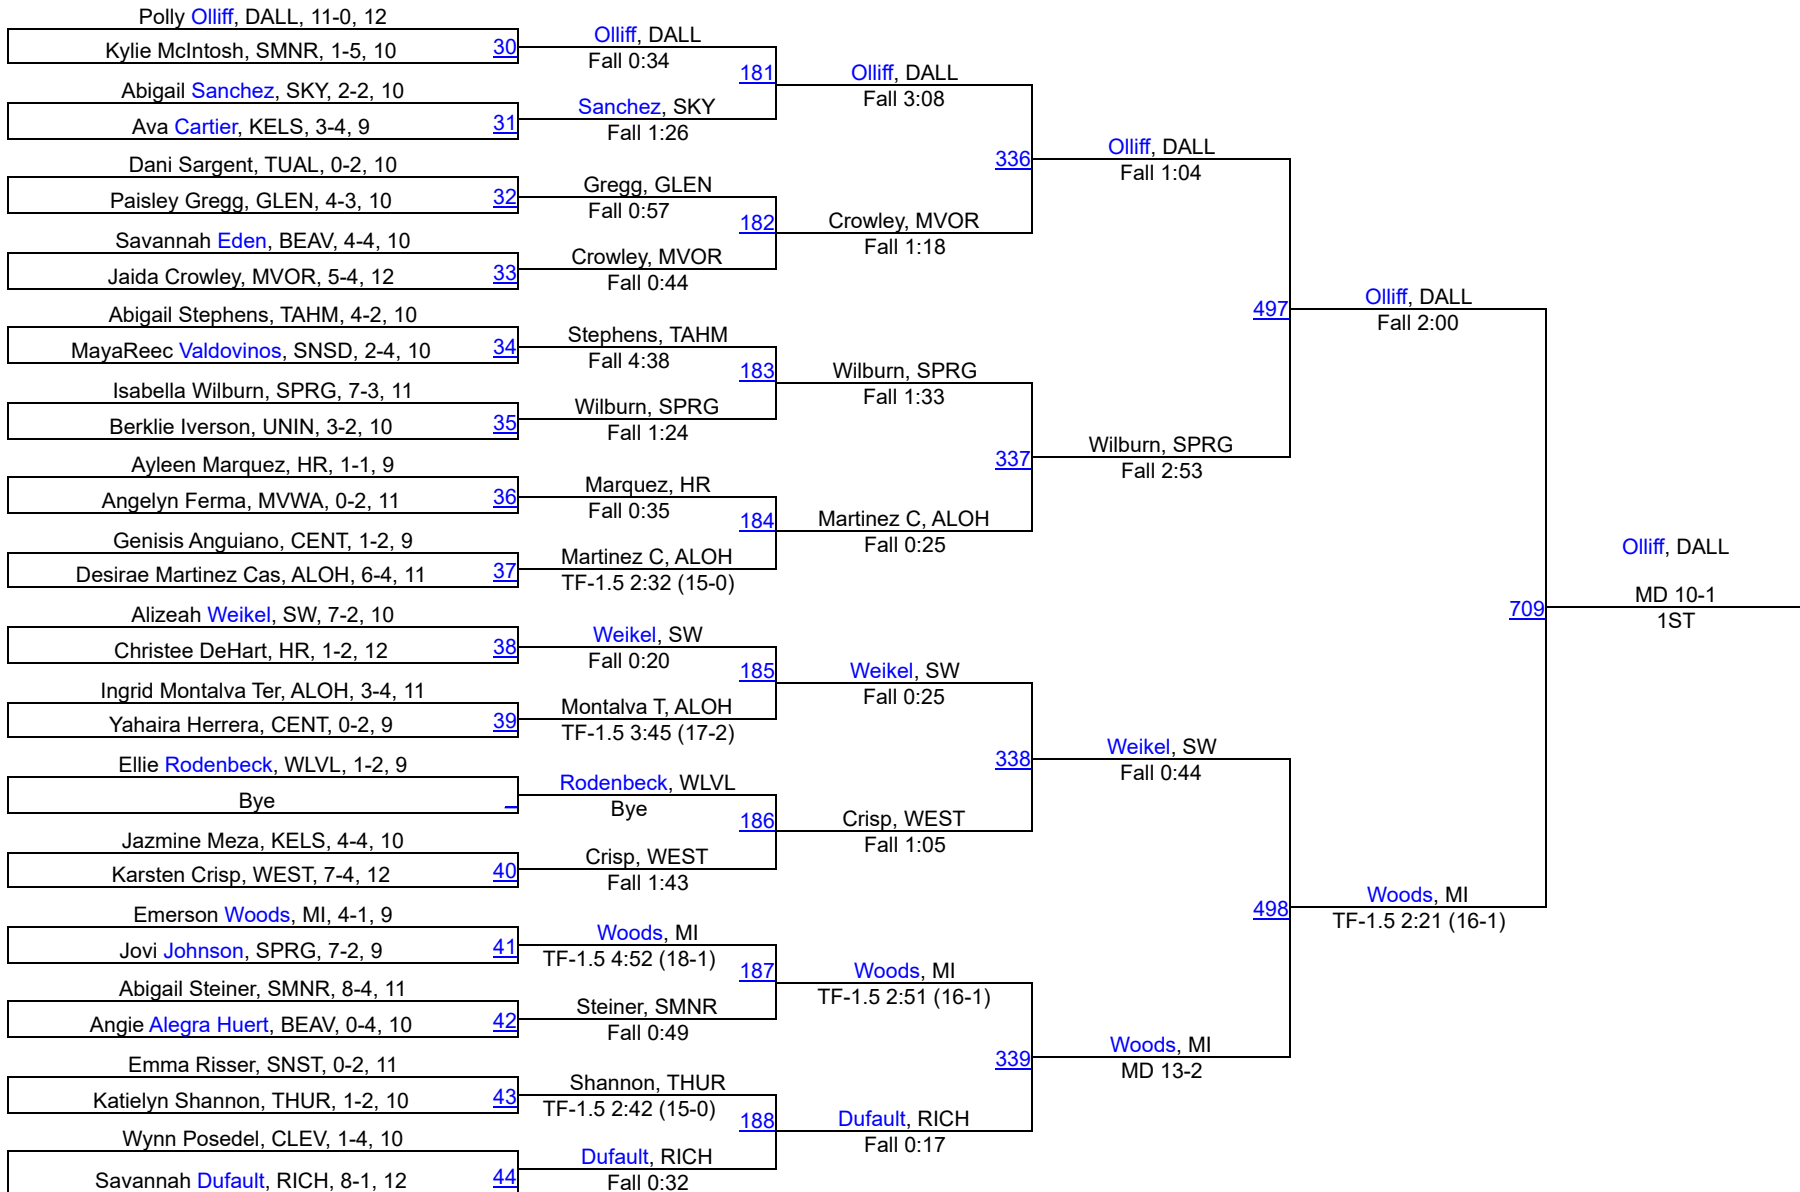 Polly Olliff, DALL, 11-0, 12
Kylie McIntosh, SMNR, 1-5, 10
30
Abigail Sanchez, SKY, 2-2, 10
Ava Cartier, KELS, 3-4, 9
31
Dani Sargent, TUAL, 0-2, 10
Paisley Gregg, GLEN, 4-3, 10
32
Savannah Eden, BEAV, 4-4, 10
Jaida Crowley, MVOR, 5-4, 12
33
Abigail Stephens, TAHM, 4-2, 10
MayaReec Valdovinos, SNSD, 2-4, 10
34
Isabella Wilburn, SPRG, 7-3, 11
Berklie Iverson, UNIN, 3-2, 10
35
Ayleen Marquez, HR, 1-1, 9
Angelyn Ferma, MVWA, 0-2, 11
36
Genisis Anguiano, CENT, 1-2, 9
Desirae Martinez Cas, ALOH, 6-4, 11
37
Alizeah Weikel, SW, 7-2, 10
Christee DeHart, HR, 1-2, 12
38
Ingrid Montalva Ter, ALOH, 3-4, 11
Yahaira Herrera, CENT, 0-2, 9
39
Ellie Rodenbeck, WLVL, 1-2, 9
Bye
Jazmine Meza, KELS, 4-4, 10
Karsten Crisp, WEST, 7-4, 12
40
Emerson Woods, MI, 4-1, 9
Jovi Johnson, SPRG, 7-2, 9
41
Abigail Steiner, SMNR, 8-4, 11
Angie Alegra Huert, BEAV, 0-4, 10
42
Emma Risser, SNST, 0-2, 11
Katielyn Shannon, THUR, 1-2, 10
43
Wynn Posedel, CLEV, 1-4, 10
Savannah Dufault, RICH, 8-1, 12
44
Olliff, DALL
Fall 0:34
181
Sanchez, SKY
Fall 1:26
Gregg, GLEN
Fall 0:57
182
Crowley, MVOR
Fall 0:44
Stephens, TAHM
Fall 4:38
183
Wilburn, SPRG
Fall 1:24
Marquez, HR
Fall 0:35
184
Martinez C, ALOH
TF-1.5 2:32 (15-0)
Weikel, SW
Fall 0:20
185
Montalva T, ALOH
TF-1.5 3:45 (17-2)
Rodenbeck, WLVL
Bye
186
Crisp, WEST
Fall 1:43
Woods, MI
TF-1.5 4:52 (18-1)
187
Steiner, SMNR
Fall 0:49
Shannon, THUR
TF-1.5 2:42 (15-0)
188
Dufault, RICH
Fall 0:32
Olliff, DALL
Fall 3:08
336
Crowley, MVOR
Fall 1:18
Wilburn, SPRG
Fall 1:33
337
Martinez C, ALOH
Fall 0:25
Weikel, SW
Fall 0:25
338
Crisp, WEST
Fall 1:05
Woods, MI
TF-1.5 2:51 (16-1)
339
Dufault, RICH
Fall 0:17
Olliff, DALL
Fall 1:04
497
Wilburn, SPRG
Fall 2:53
Weikel, SW
Fall 0:44
498
Woods, MI
MD 13-2
Olliff, DALL
Fall 2:00
709
Woods, MI
TF-1.5 2:21 (16-1)
Olliff, DALL
MD 10-1
1ST